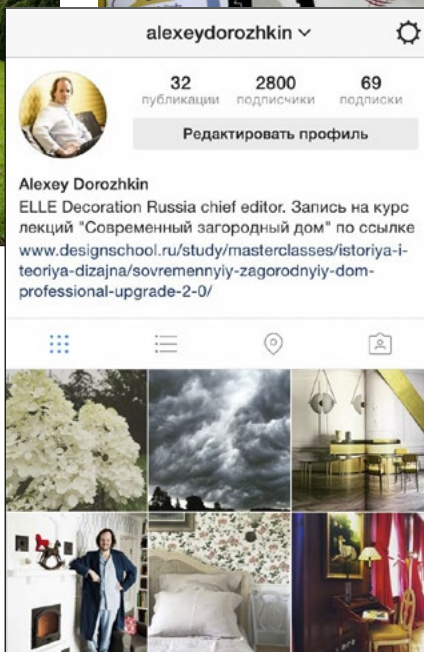 alexeydorozhkin
32 2800 69
публикации подписчики подписки
Редактировать профиль
Alexey Dorozhkin
ELLE Decoration Russia chief editor. Запись на курс
лекций "Современный загородный дом" по ссылке
www.designschool.ru/study/masterclasses/istoriya-i-
teoriya-dizajna/sovremennyiy-zagorodnyiy-dom-
professional-upgrade-2-0/